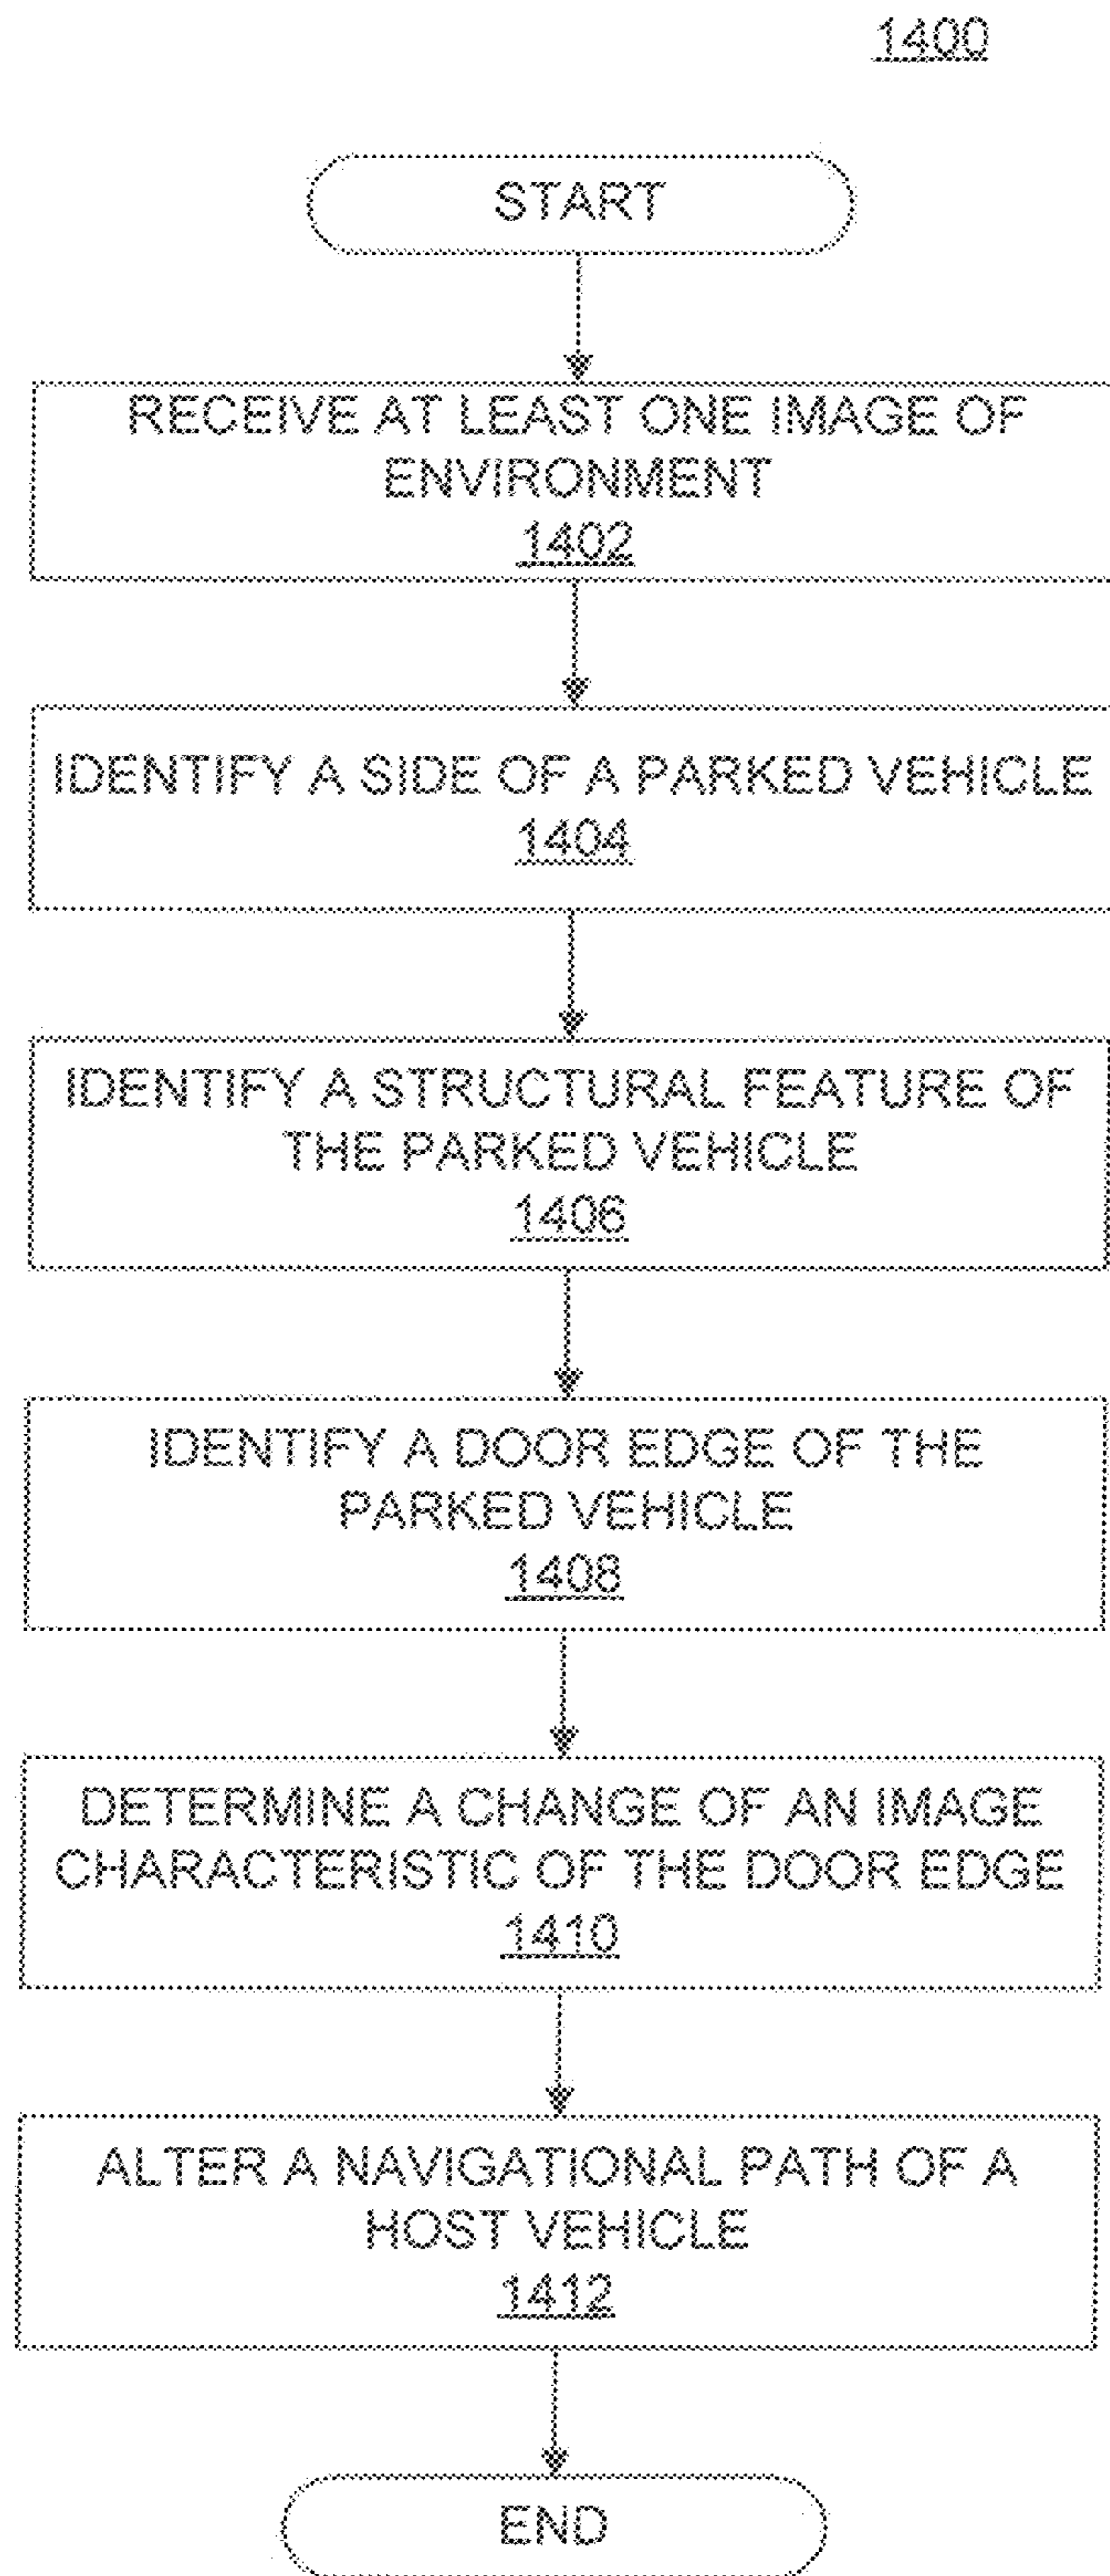 1400
START
RECEIVE AT LEAST ONE IMAGE OF
ENVIRONMENT
1402
IDENTIFY A SIDE OF A PARKED VEHICLE
1404
IDENTIFY A STRUCTURAL FEATURE OF
THE PARKED VEHICLE
1406
IDENTIFY A DOOR EDGE OF THE
PARKED VEHICLE
1408
DETERMINE A CHANGE OF AN IMAGE
CHARACTERISTIC OF THE DOOR EDGE
1410
ALTER A NAVIGATIONAL PATH OF A
HOST VEHICLE
1412
END